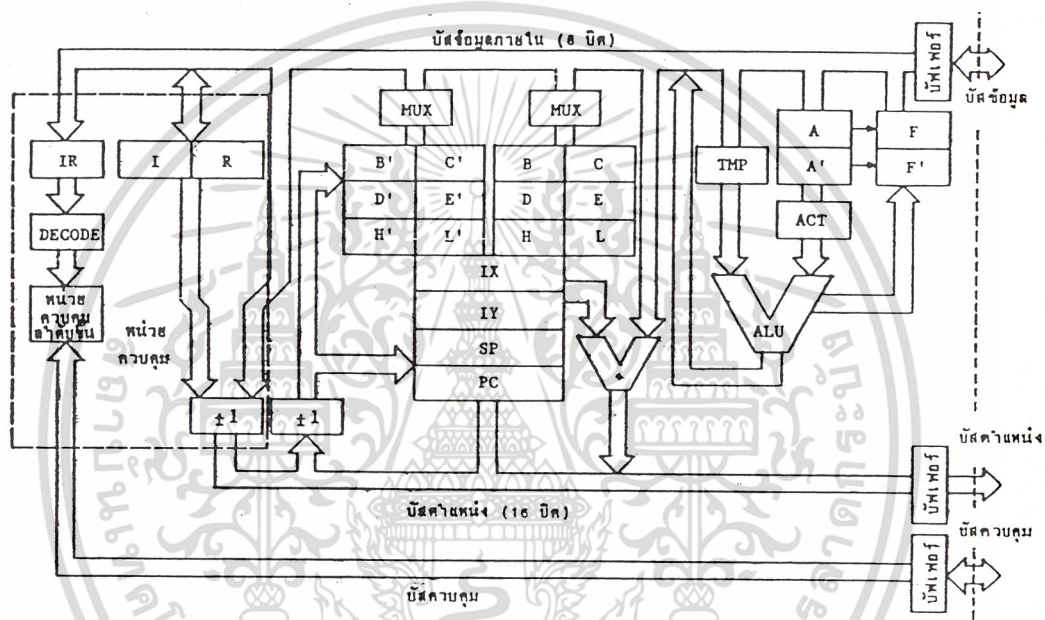 บัสข้อมูลภายใน (8 บิต)
บัฟเฟอร์
บัสข้อมูล
MUX
MUX
IR
I
R
B'
C'
B
C
TMP
A
F
A'
F'
D'
E'
D
E
DECODE
H'
L'
H
L
ACT
IX
หน่วย
ควบคุม
ลำดับขั้น
หน่วย
ควบคุม
IY
SP
ALU
+
PC
±1
±1
บัสตำแหน่ง
บัฟเฟอร์
บัสตำแหน่ง (16 บิต)
บัสควบคุม
บัฟเฟอร์
บัสควบคุม